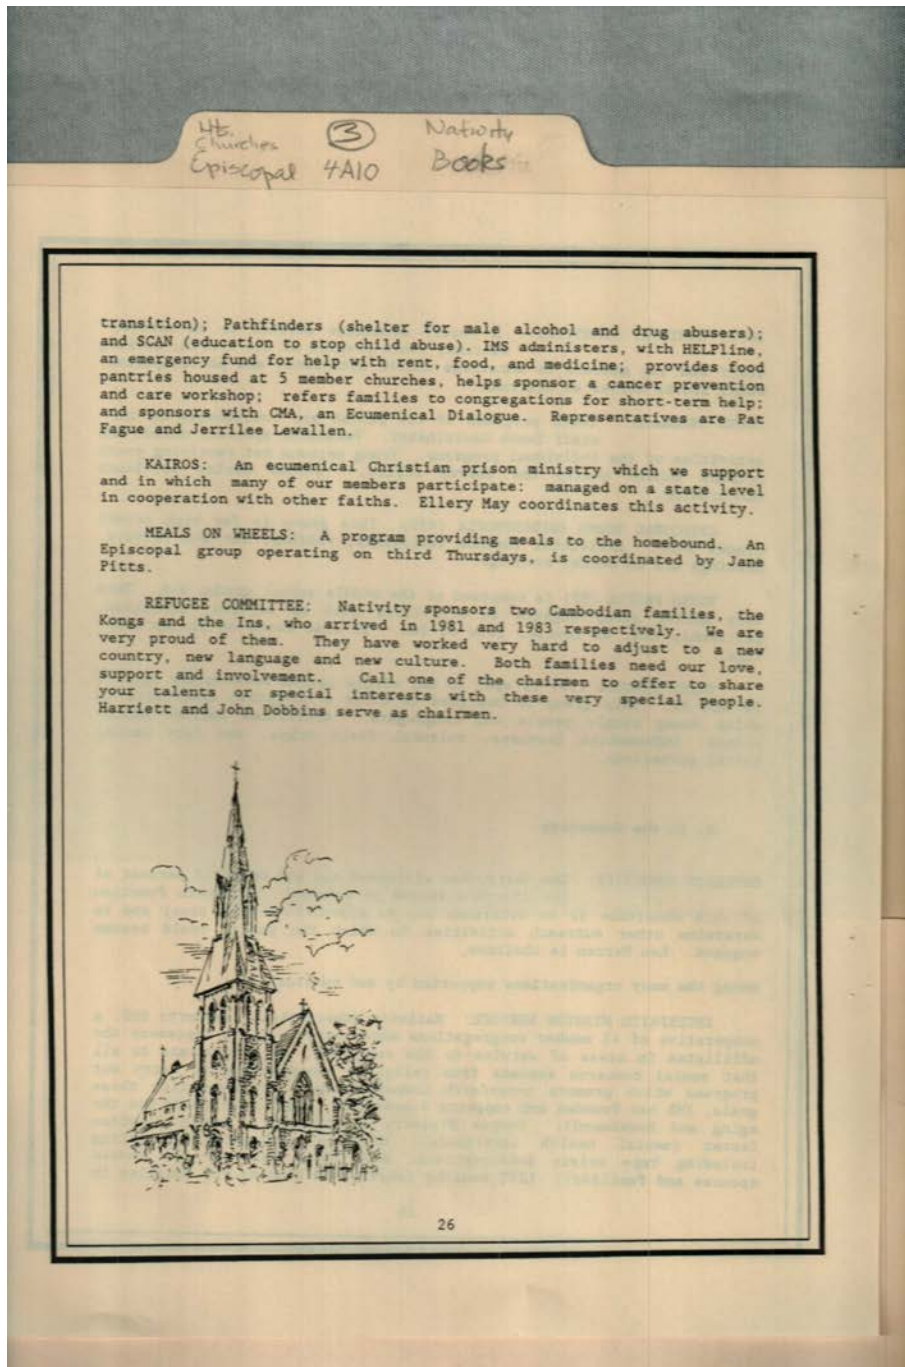 Ht. Churches Episcopal
3
4A10
Nativity
Books
transition); Pathfinders (shelter for male alcohol and drug abusers);
and SCAN (education to stop child abuse). IMS administers, with HELPline,
an emergency fund for help with rent, food, and medicine; provides food
pantries housed at 5 member churches, helps sponsor a cancer prevention
and care workshop; refers families to congregations for short-term help;
and sponsors with CMA, an Ecumenical Dialogue. Representatives are Pat
Fague and Jerrilee Lewallen.
KAIROS: An ecumenical Christian prison ministry which we support
and in which many of our members participate: managed on a state level
in cooperation with other faiths. Ellery May coordinates this activity.
MEALS ON WHEELS: A program providing meals to the homebound. An
Episcopal group operating on third Thursdays, is coordinated by Jane
Pitts.
REFUGEE COMMITTEE: Nativity sponsors two Cambodian families, the
Kongs and the Ins, who arrived in 1981 and 1983 respectively. We are
very proud of them. They have worked very hard to adjust to a new
country, new language and new culture. Both families need our love,
support and involvement. Call one of the chairmen to offer to share
your talents or special interests with these very special people.
Harriett and John Dobbins serve as chairmen.
26